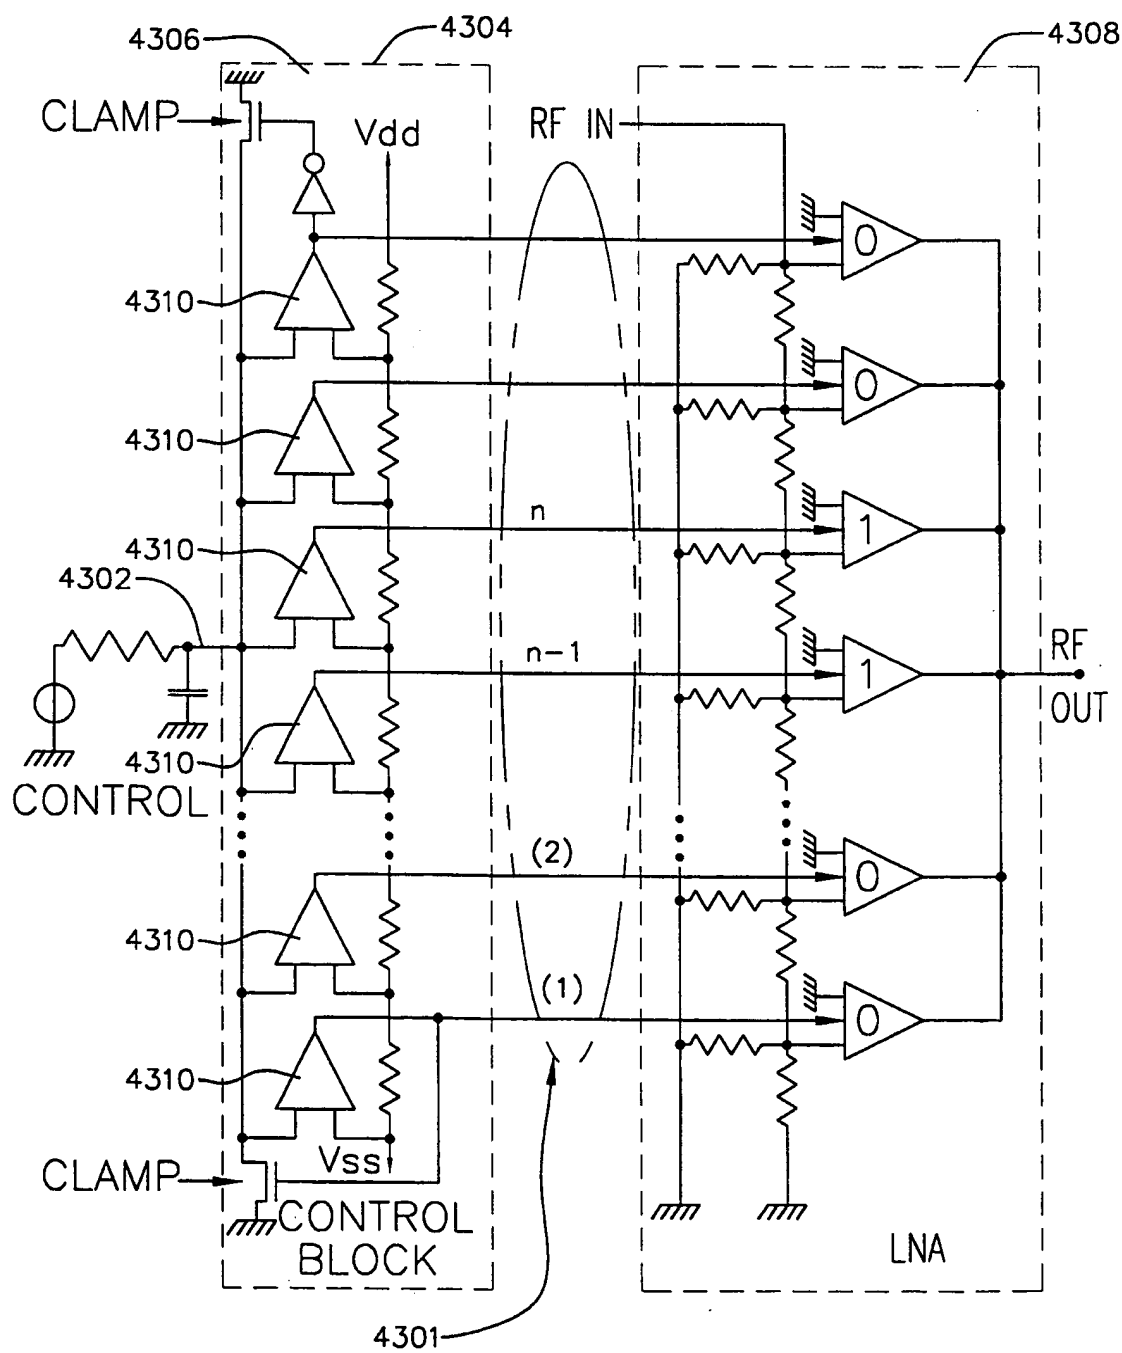 4306
4304
4308
CLAMP
Vdd
RF IN
0
4310
0
4310
n
1
4310
4302
n-1
1
RF
OUT
4310
CONTROL
(2)
0
4310
(1)
0
4310
Vss
CLAMP
CONTROL
BLOCK
LNA
4301